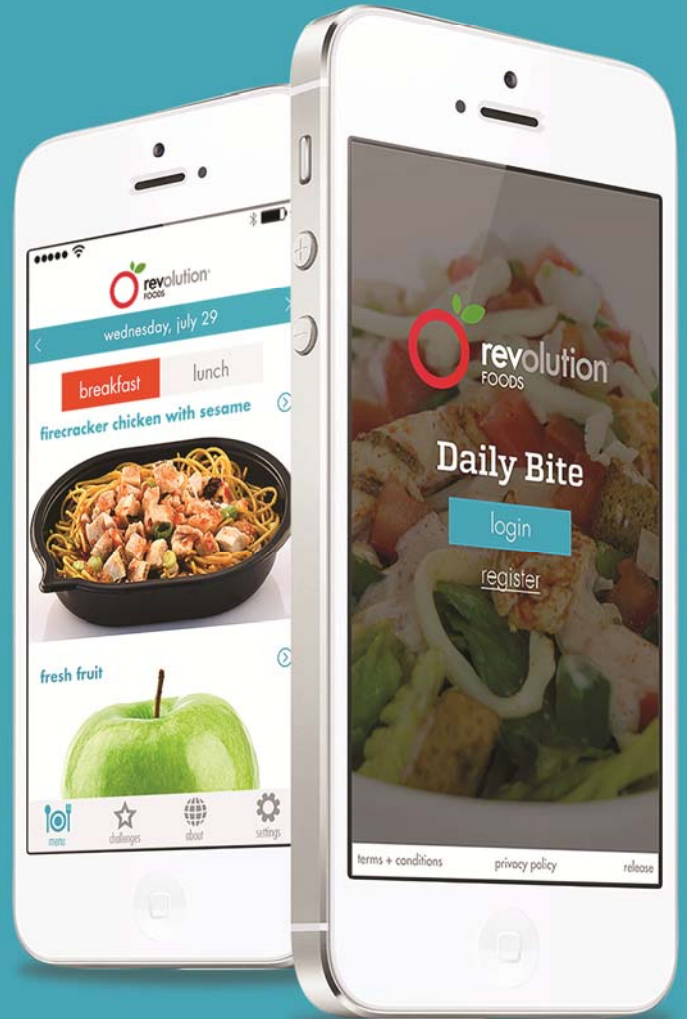 revolution
FOODS
wednesday, july 29
breakfast
lunch
firecracker chicken with sesame
fresh fruit
menu
challenges
about
settings
revolution
FOODS
Daily Bite
login
register
terms + conditions
privacy policy
release